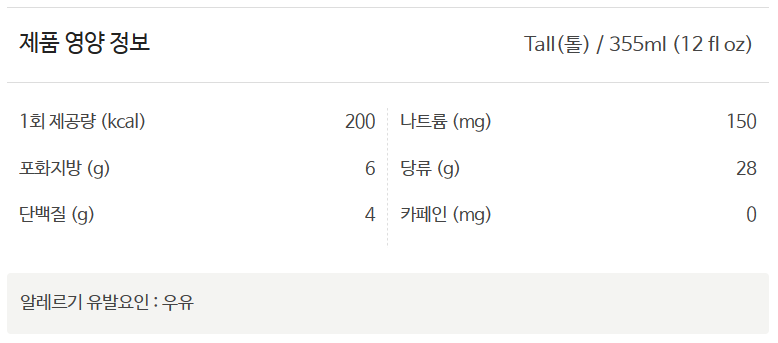 제품 영양 정보 Tall(톨) / 355ml (12 fl oz)
1회 제공량 (kcal) 200 나트륨 (mg) 150
포화지방 (g) 6 당류 (g) 28
단백질 (g) 4 카페인 (mg) 0
알레르기 유발요인 : 우유